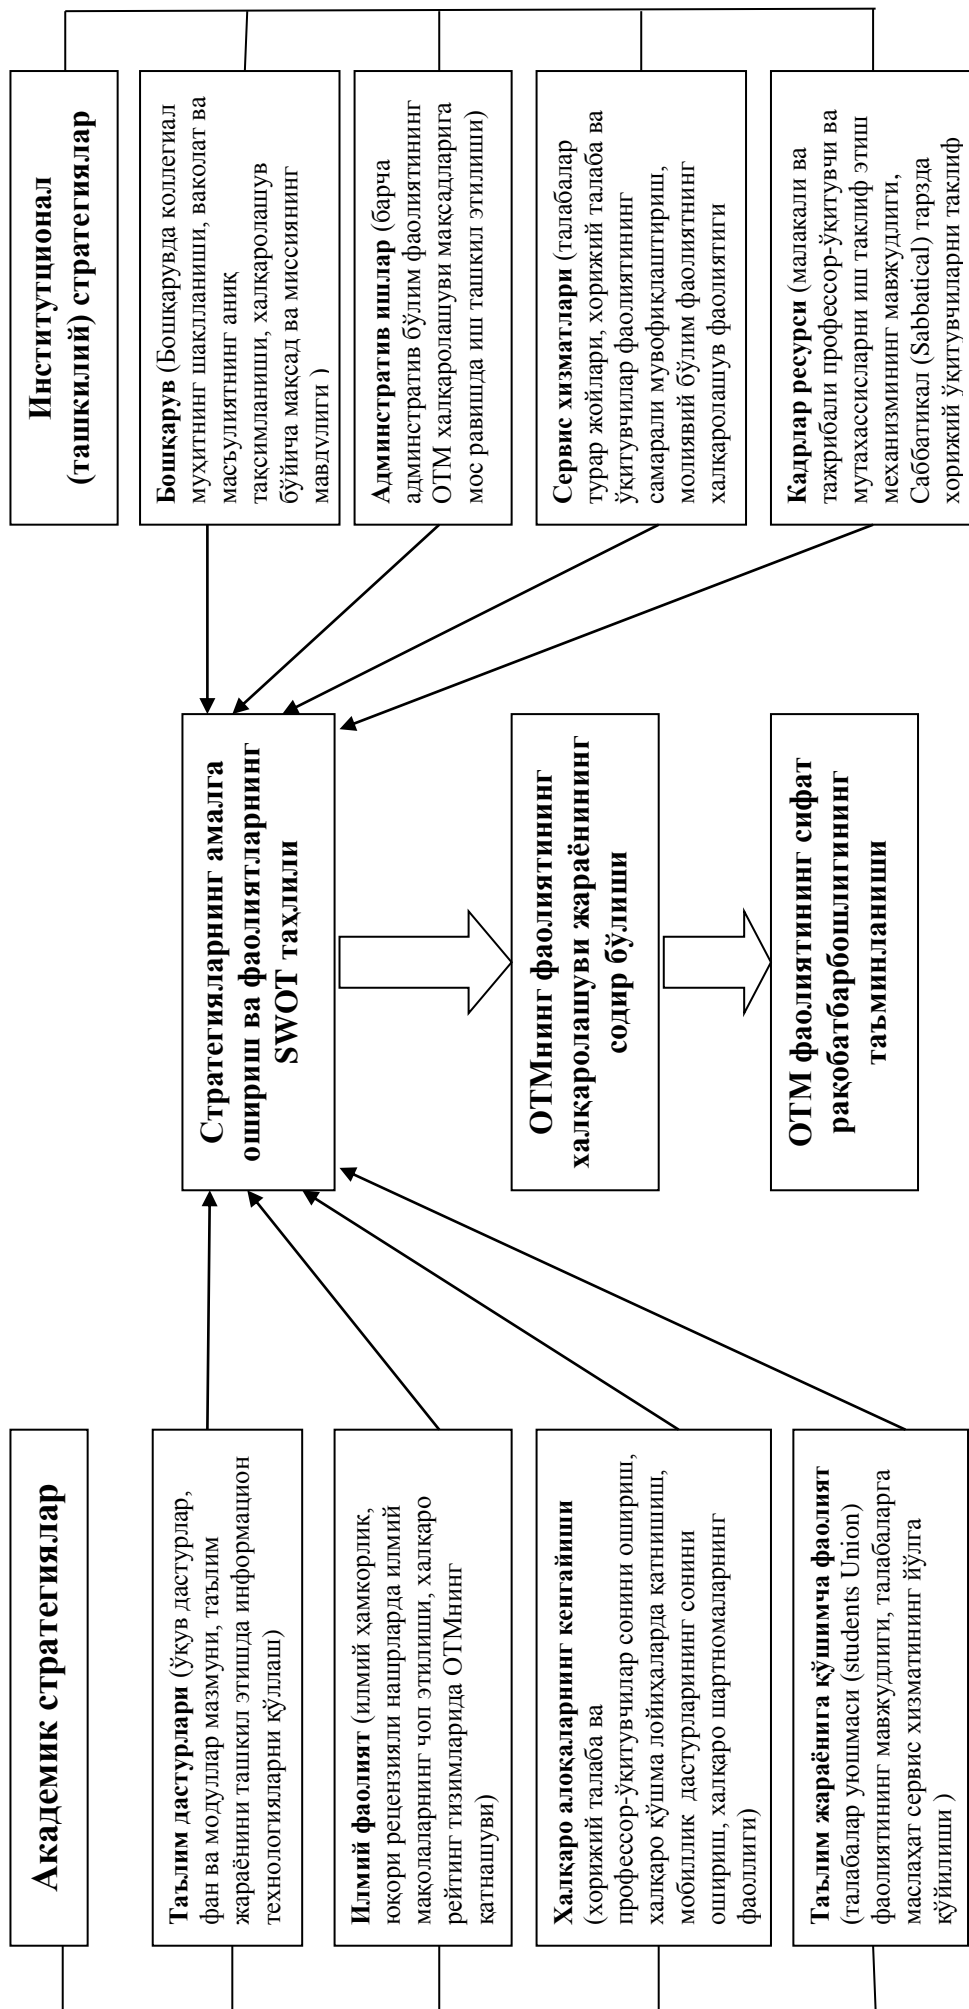 Академик стратегиялар
Таълим дастурлари (ўқув дастурлар,
фан ва модуллар мазмуни, таълим
жараёнини ташкил этишда информацион
технологияларни қўллаш)
Илмий фаолият (илмий ҳамкорлик,
юқори рецензияли нашрларда илмий
мақолаларнинг чоп этилиши, халқаро
рейтинг тизимларида ОТМнинг
қатнашуви)
Халқаро алоқаларнинг кенгайиши
(хорижий талаба ва
профессор-ўқитувчилар сонини ошириш,
халқаро қўшма лойиҳаларда қатнишиш,
мобиллик дастурларининг сонини
ошириш, халқаро шартномаларнинг
фаоллиги)
Таълим жараёнига қўшимча фаолият
(талабалар уюшмаси (students Union)
фаолиятининг мавжудлиги, талабаларга
маслаҳат сервис хизматининг йўлга
қўйилиши )
Стратегияларнинг амалга
ошириш ва фаолиятларнинг
SWOT таҳлили
ОТМнинг фаолиятининг
халқаролашуви жараёнининг
содир бўлиши
ОТМ фаолиятининг сифат
рақобатбарбошлигининг
таъминланиши
Институтционал
(ташкилий) стратегиялар
Бошқарув (Бошқарувда коллегиал
муҳитнинг шаклланиши, ваколат ва
масъулиятнинг аниқ
тақсимланиши, халқаролашув
бўйича мақсад ва миссиянинг
мавдулиги )
Админстратив ишлар (барча
админстратив бўлим фаолиятининг
ОТМ халқаролашуви мақсадларига
мос равишда иш ташкил этилиши)
Сервис хизматлари (талабалар
турар жойлари, хорижий талаба ва
ўқитувчилар фаолиятининг
самарали мувофиқлаштириш,
молиявий бўлим фаолиятнинг
халқаролашув фаолиятиги
Кадрлар ресурси (малакали ва
тажрибали профессор-ўқитувчи ва
мутахассисларни иш таклиф этиш
механизмининг мавжудлиги,
Саббатикал (Sabbatical) тарзда
хорижий ўқитувчиларни таклиф